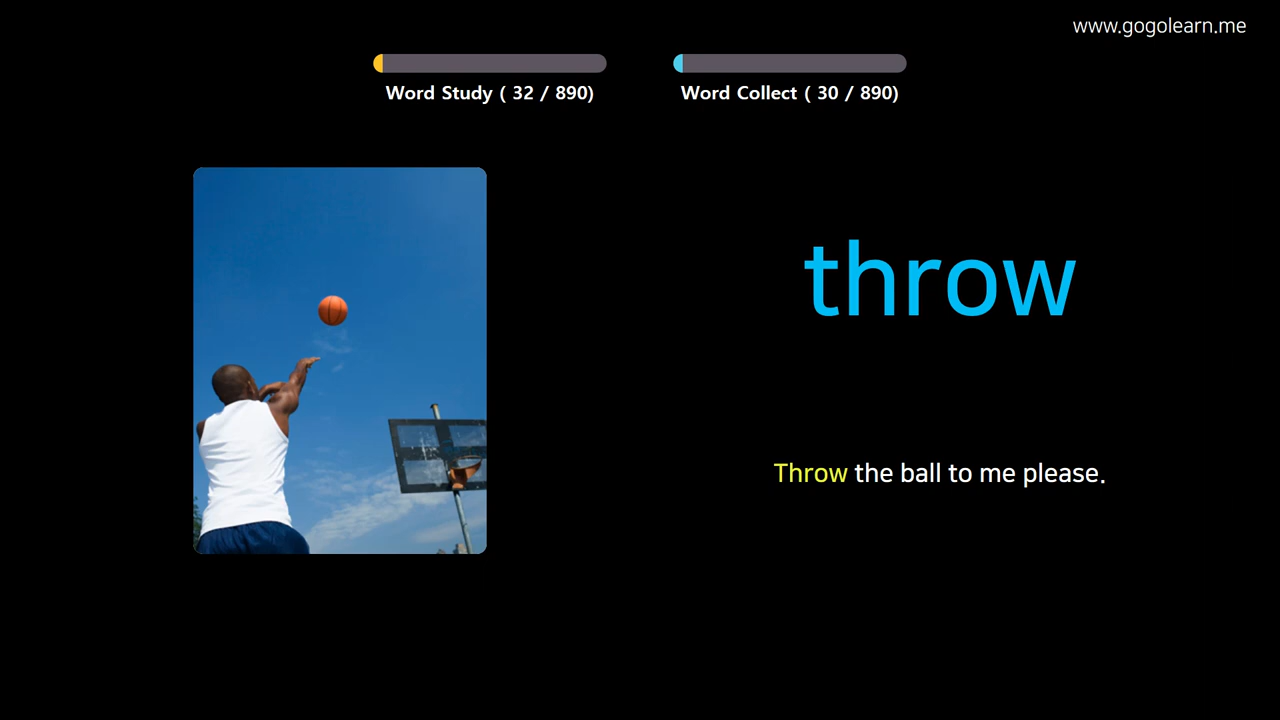 www.gogolearn.me
Word Study ( 32 / 890)
Word Collect ( 30 / 890)
throw
Throw the ball to me please.